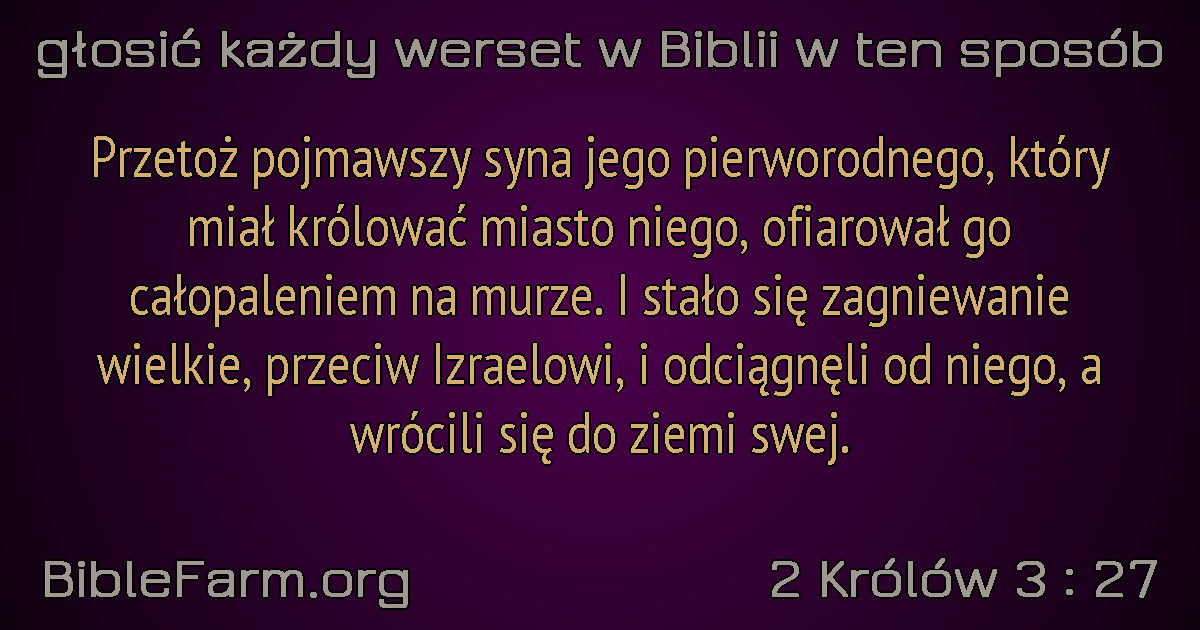 głosić każdy werset w Biblii w ten sposób
Przetoż pojmawszy syna jego pierworodnego, który
miał królować miasto niego, ofiarował go
całopaleniem na murze. I stało się zagniewanie
wielkie, przeciw Izraelowi, i odciągnęli od niego, a
wrócili się do ziemi swej.
BibleFarm.org
2 Królów 3 : 27